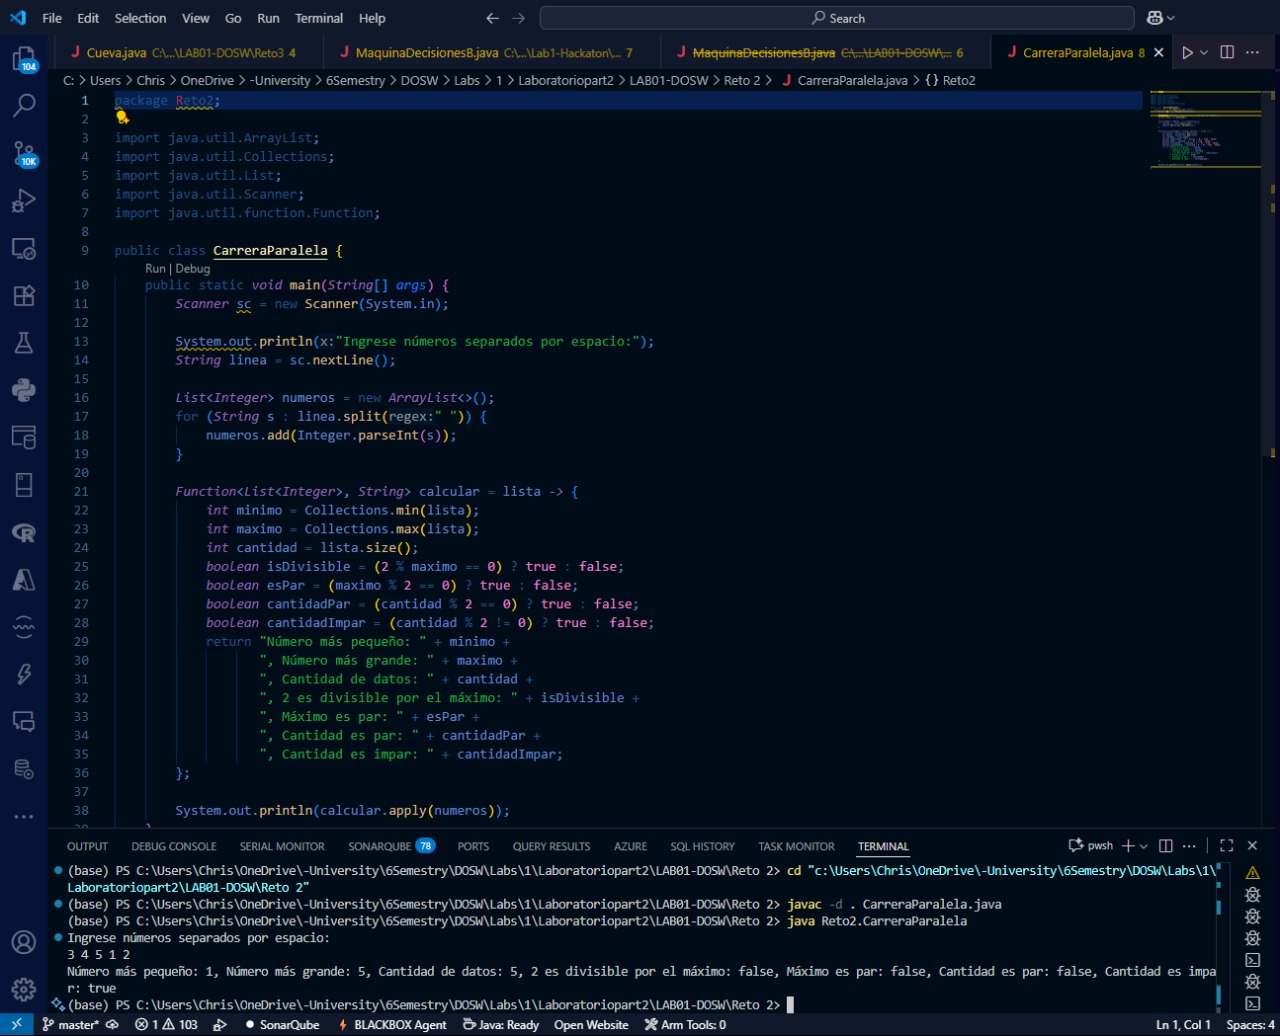 File Edit Selection View Go Run Terminal Help Search
Cueva.java C:\...\LAB01-DOSW\Reto3 4 MaquinaDecisionesB.java C:\...\Lab1-Hackaton\... 7 MaquinaDecisionesB.java C:\...\LAB01-DOSW\... 6 CarreraParalela.java 8
C: > Users > Chris > OneDrive > -University > 6Semestry > DOSW > Labs > 1 > Laboratoriopart2 > LAB01-DOSW > Reto 2 > CarreraParalela.java > {} Reto2
104
10K
1 package Reto2;
2
3 import java.util.ArrayList;
4 import java.util.Collections;
5 import java.util.List;
6 import java.util.Scanner;
7 import java.util.function.Function;
8
9 public class CarreraParalela {
Run | Debug
10 public static void main(String[] args) {
11 Scanner sc = new Scanner(System.in);
12
13 System.out.println(x:"Ingrese números separados por espacio:");
14 String linea = sc.nextLine();
15
16 List<Integer> numeros = new ArrayList<>();
17 for (String s : linea.split(regex:" ")) {
18 numeros.add(Integer.parseInt(s));
19 }
20
21 Function<List<Integer>, String> calcular = lista -> {
22 int minimo = Collections.min(lista);
23 int maximo = Collections.max(lista);
24 int cantidad = lista.size();
25 boolean isDivisible = (2 % maximo == 0) ? true : false;
26 boolean esPar = (maximo % 2 == 0) ? true : false;
27 boolean cantidadPar = (cantidad % 2 == 0) ? true : false;
28 boolean cantidadImpar = (cantidad % 2 != 0) ? true : false;
29 return "Número más pequeño: " + minimo +
30 ", Número más grande: " + maximo +
31 ", Cantidad de datos: " + cantidad +
32 ", 2 es divisible por el máximo: " + isDivisible +
33 ", Máximo es par: " + esPar +
34 ", Cantidad es par: " + cantidadPar +
35 ", Cantidad es impar: " + cantidadImpar;
36 };
37
38 System.out.println(calcular.apply(numeros));
39 }
OUTPUT DEBUG CONSOLE SERIAL MONITOR SONARQUBE 78 PORTS QUERY RESULTS AZURE SQL HISTORY TASK MONITOR TERMINAL pwsh
(base) PS C:\Users\Chris\OneDrive\-University\6Semestry\DOSW\Labs\1\Laboratoriopart2\LAB01-DOSW\Reto 2> cd "c:\Users\Chris\OneDrive\-University\6Semestry\DOSW\Labs\1\
Laboratoriopart2\LAB01-DOSW\Reto 2"
(base) PS C:\Users\Chris\OneDrive\-University\6Semestry\DOSW\Labs\1\Laboratoriopart2\LAB01-DOSW\Reto 2> javac -d . CarreraParalela.java
(base) PS C:\Users\Chris\OneDrive\-University\6Semestry\DOSW\Labs\1\Laboratoriopart2\LAB01-DOSW\Reto 2> java Reto2.CarreraParalela
Ingrese números separados por espacio:
3 4 5 1 2
Número más pequeño: 1, Número más grande: 5, Cantidad de datos: 5, 2 es divisible por el máximo: false, Máximo es par: false, Cantidad es par: false, Cantidad es impa
r: true
(base) PS C:\Users\Chris\OneDrive\-University\6Semestry\DOSW\Labs\1\Laboratoriopart2\LAB01-DOSW\Reto 2>
master* 1 103 SonarQube BLACKBOX Agent Java: Ready Open Website Arm Tools: 0 Ln 1, Col 1 Spaces: 4